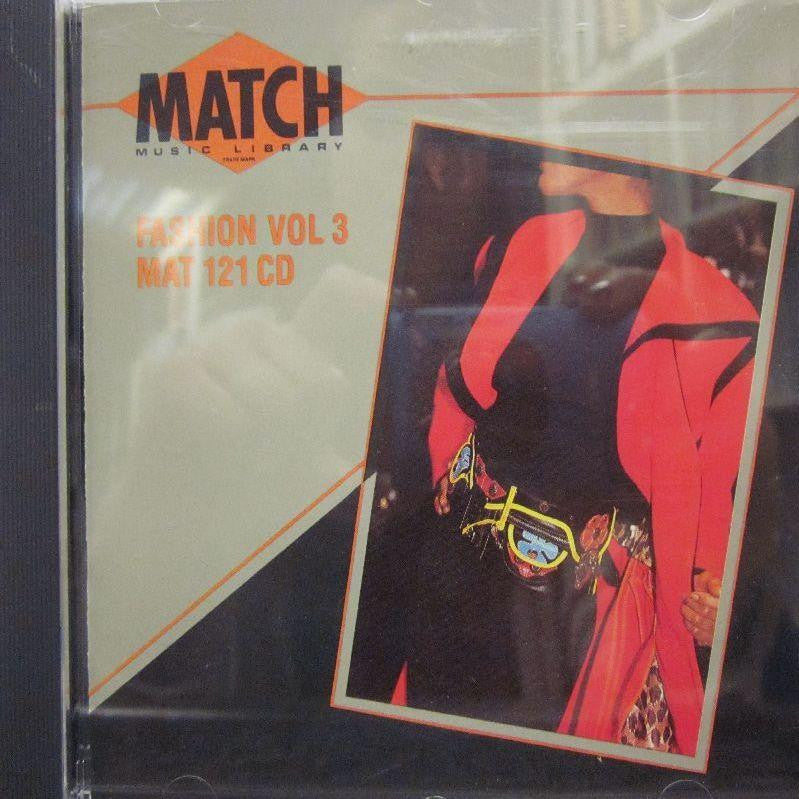 MATCH
MUSIC LIBRARY
TRADE MARK
FASHION VOL 3
MAT 121 CD